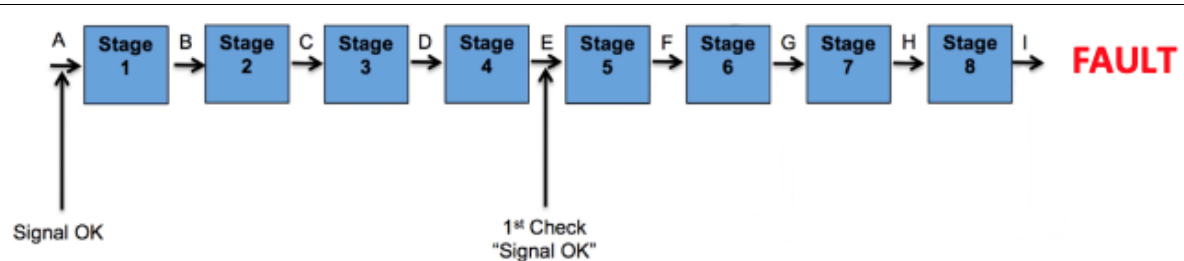 A Stage 1 B Stage 2 C Stage 3 D Stage 4 E Stage 5 F Stage 6 G Stage 7 H Stage 8 I FAULT
Signal OK
1st Check
“Signal OK”